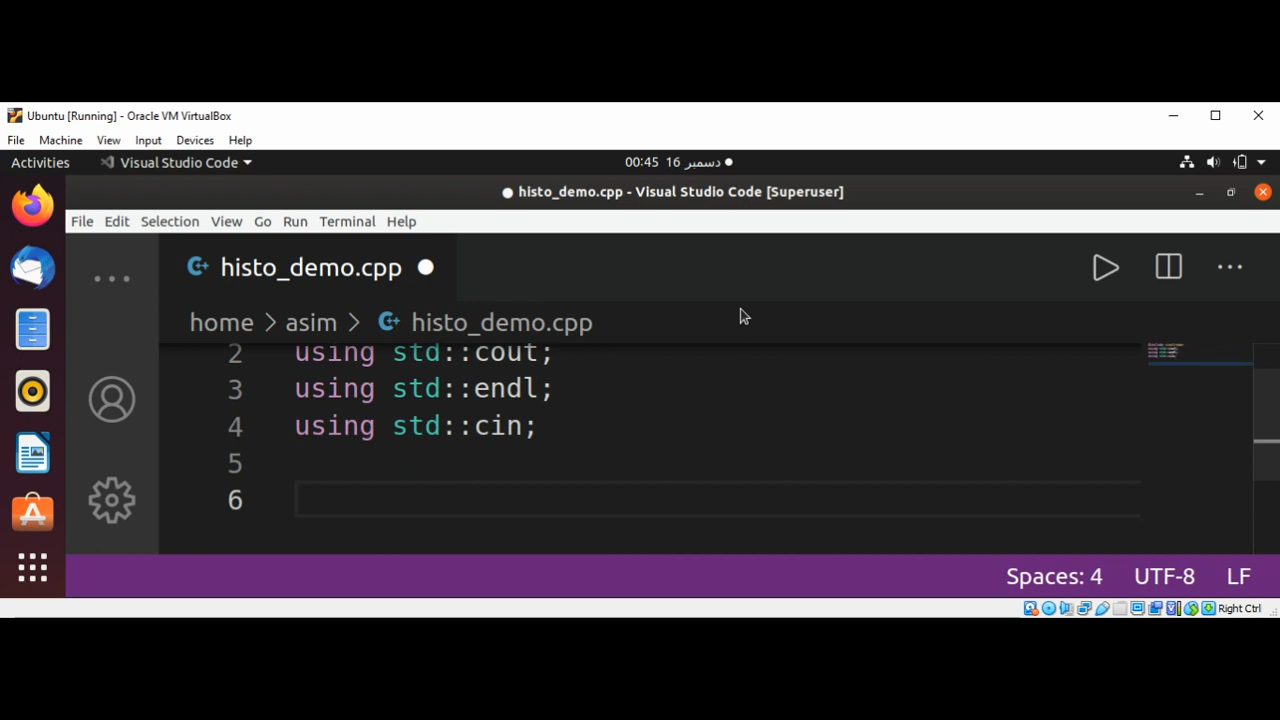 Ubuntu [Running] - Oracle VM VirtualBox
File Machine View Input Devices Help
Activities Visual Studio Code 00:45 16 دسمبر
● histo_demo.cpp - Visual Studio Code [Superuser]
File Edit Selection View Go Run Terminal Help
histo_demo.cpp
home > asim > histo_demo.cpp
2 using std::cout;
3 using std::endl;
4 using std::cin;
5
6
Spaces: 4 UTF-8 LF
Right Ctrl